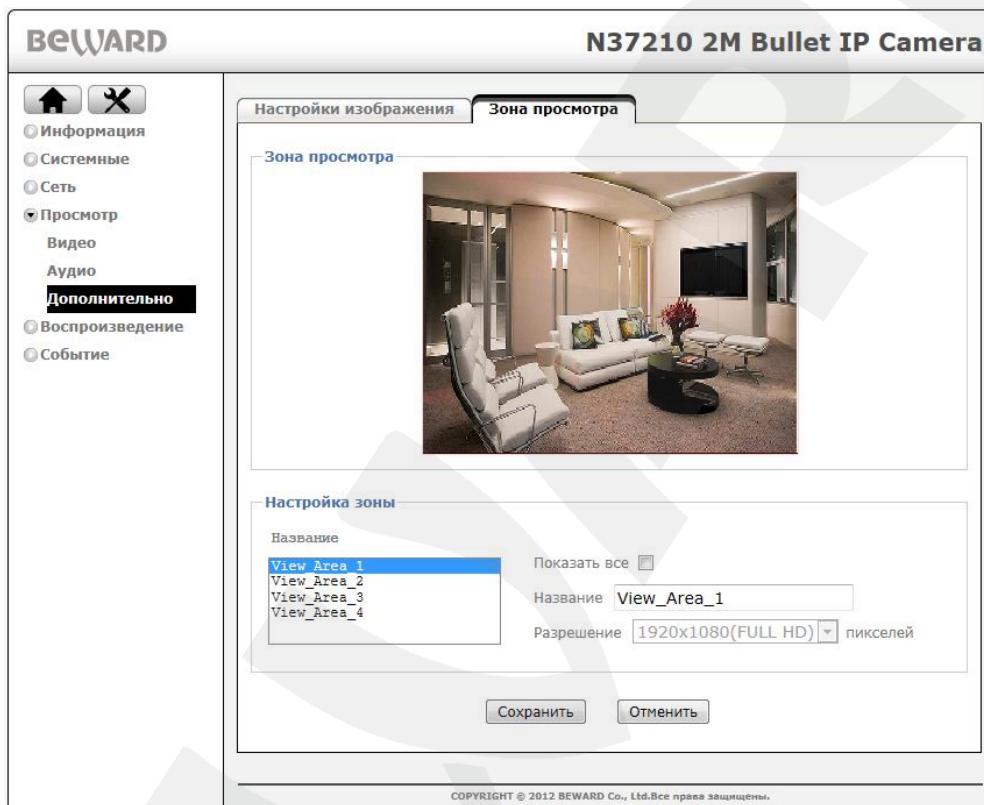 BEWARD
N37210 2M Bullet IP Camera
Информация
Системные
Сеть
Просмотр
Видео
Аудио
Дополнительно
Воспроизведение
Событие
Настройки изображения
Зона просмотра
Зона просмотра
Настройка зоны
Название
View_Area_1
View_Area_2
View_Area_3
View_Area_4
Показать все
Название View_Area_1
Разрешение 1920x1080(FULL HD) пикселей
Сохранить
Отменить
COPYRIGHT © 2012 BEWARD Co., Ltd.Все права защищены.